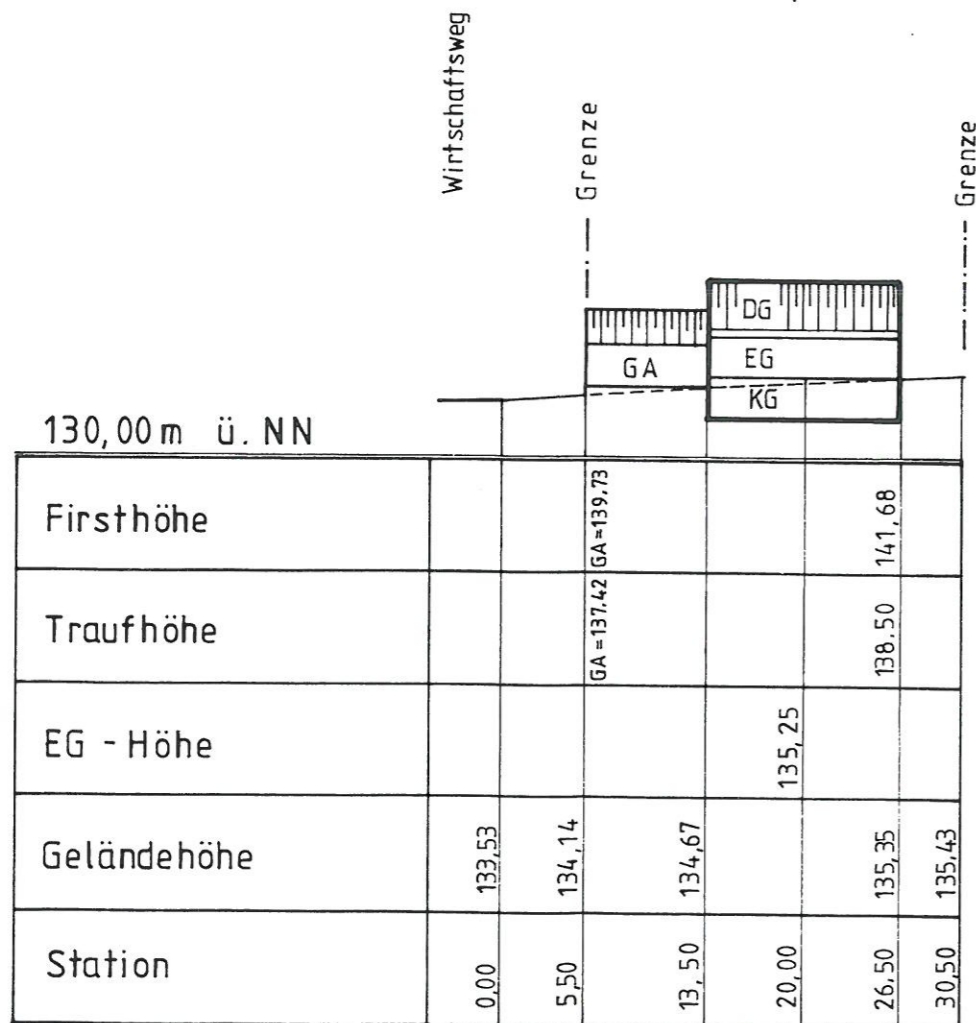 Wirtschaftsweg
Grenze
Grenze
DG
GA
EG
KG
130,00 m ü. NN
Firsthöhe GA=139.73 141,68
Traufhöhe GA=137.42 138.50
EG - Höhe 135,25
Geländehöhe 133,53 134,14 134,67 135,35 135.43
Station 0,00 5,50 13,50 20,00 26.50 30,50